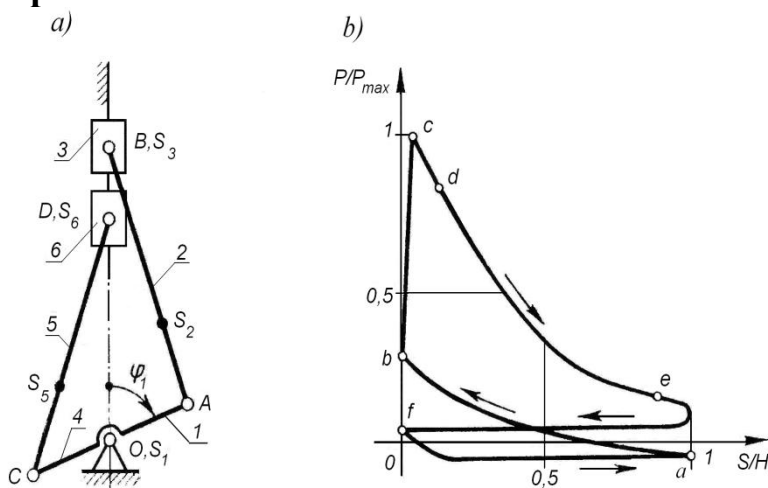 a)
b)
P/Pmax
1
c
3
B,S3
d
D,S6
6
2
0,5
5
S2
b
e
φ1
S5
A
f
4
1
O,S1
C
0
0,5
a
1
S/H